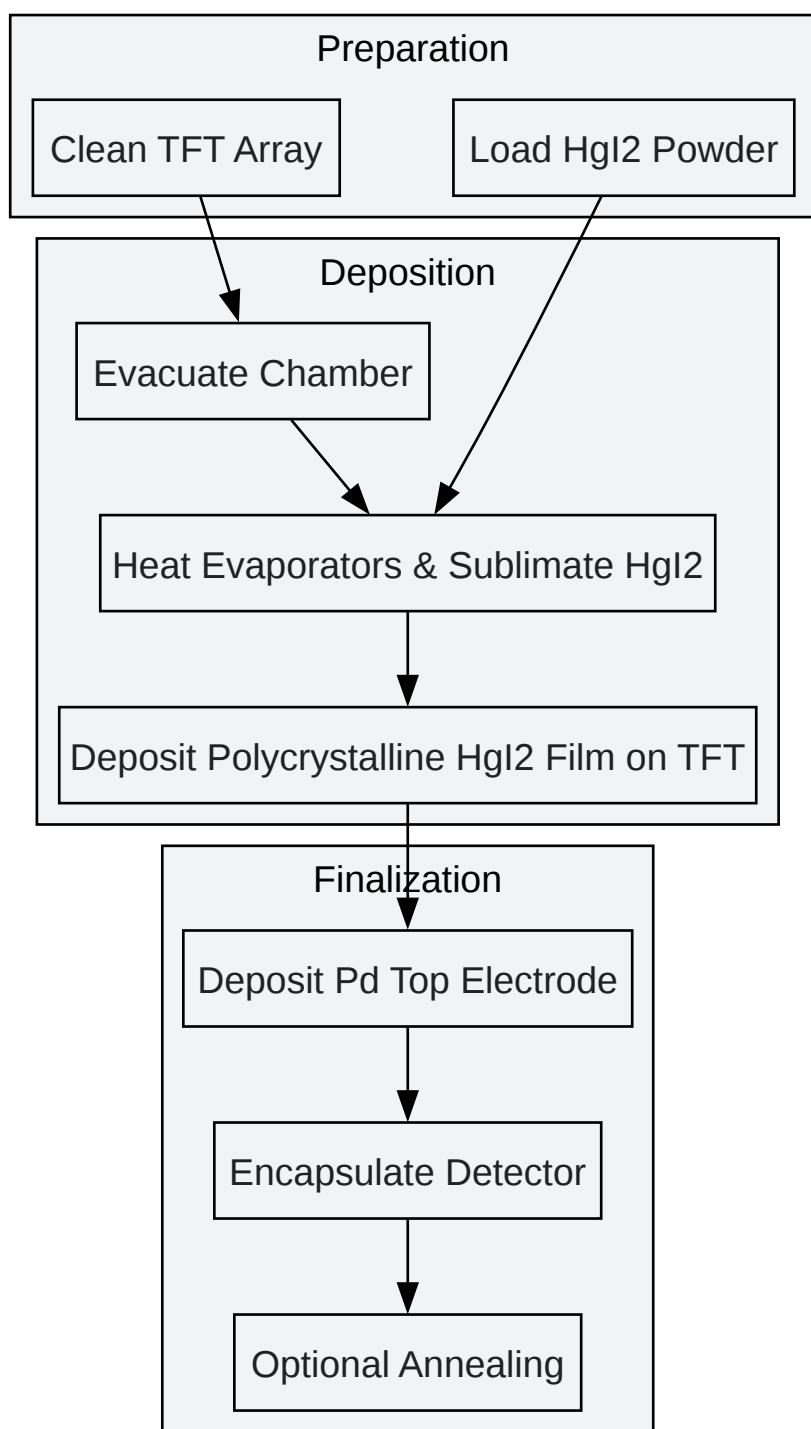 Preparation
Clean TFT Array
Load HgI2 Powder
Deposition
Evacuate Chamber
Heat Evaporators & Sublimate HgI2
Deposit Polycrystalline HgI2 Film on TFT
Finalization
Deposit Pd Top Electrode
Encapsulate Detector
Optional Annealing